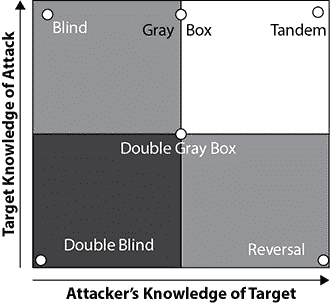 Blind
Gray Box
Tandem
Target Knowledge of Attack
Double Gray Box
Double Blind
Reversal
Attacker's Knowledge of Target